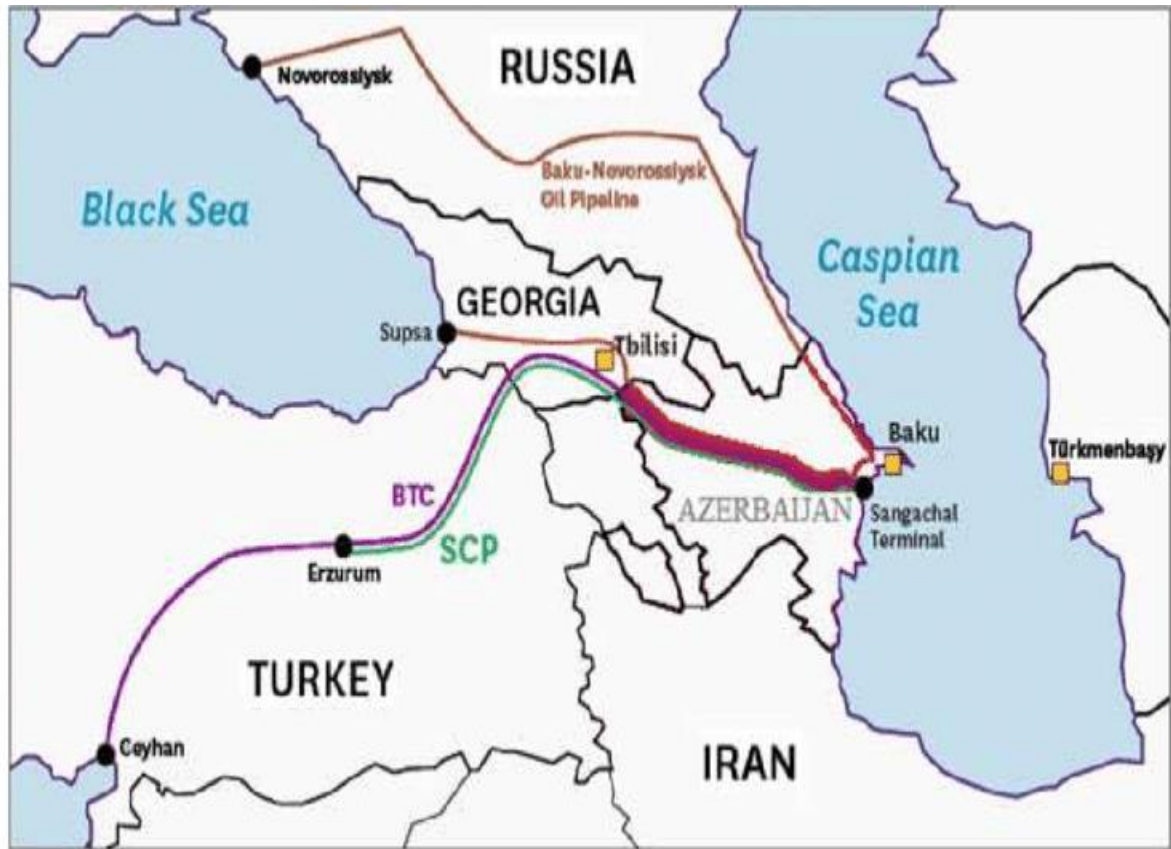 RUSSIA
Novorossiysk
Baku-Novorossiysk
Oil Pipeline
Black Sea
Caspian
Sea
GEORGIA
Supsa
Tbilisi
Baku
Türkmenbaşy
BTC
AZERBAIJAN
Sangachal
Terminal
SCP
Erzurum
TURKEY
Ceyhan
IRAN